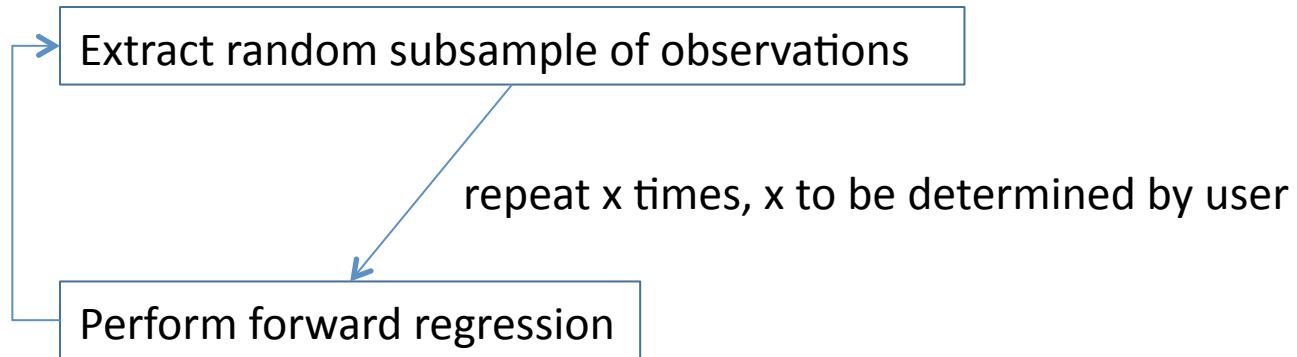 Extract random subsample of observations
repeat x times, x to be determined by user
Perform forward regression